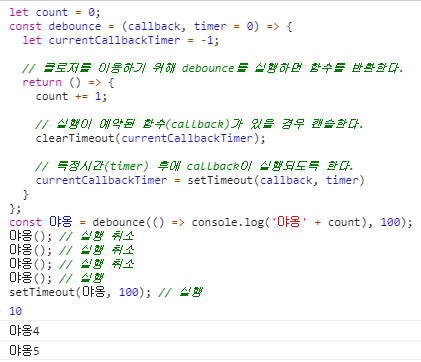 let count = 0;
const debounce = (callback, timer = 0) => {
let currentCallbackTimer = -1;
// 클로저를 이용하기 위해 debounce를 실행하면 함수를 반환한다.
return () => {
count += 1;
// 실행이 예약된 함수(callback)가 있을 경우 캔슬한다.
clearTimeout(currentCallbackTimer);
// 특정시간(timer) 후에 callback이 실행되도록 한다.
currentCallbackTimer = setTimeout(callback, timer)
}
};
const 야옹 = debounce(() => console.log('야옹' + count), 100);
야옹(); // 실행 취소
야옹(); // 실행 취소
야옹(); // 실행 취소
야옹(); // 실행
setTimeout(야옹, 100); // 실행
10
야옹4
야옹5